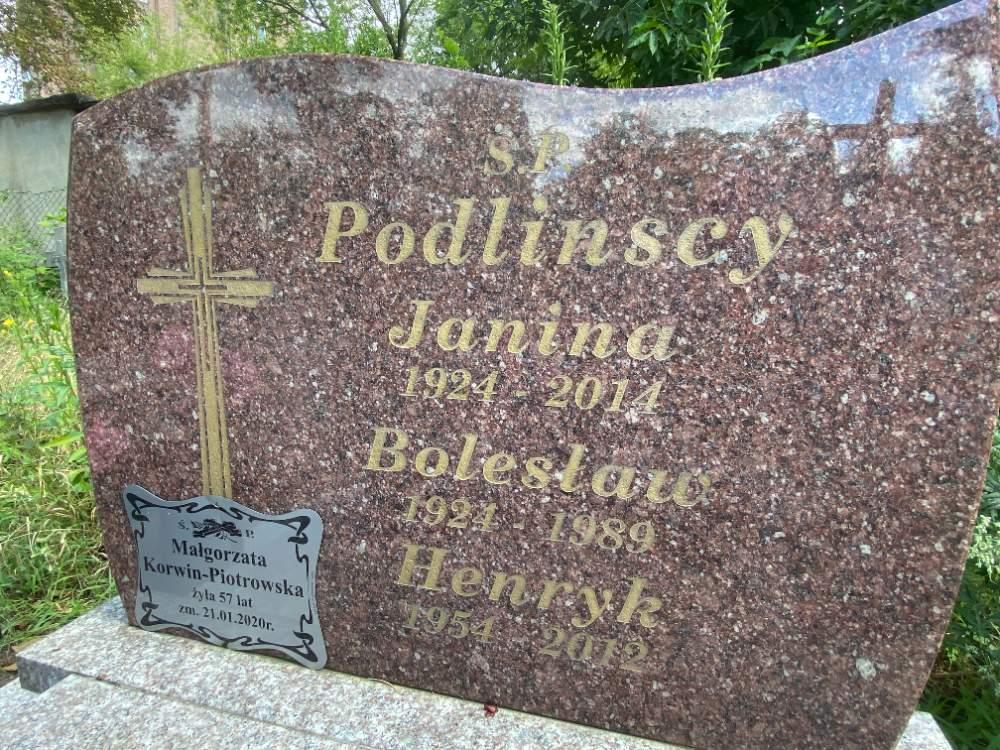 Ś.P.
Podlinscy
Janina
1924 - 2014
Bolesław
1924 - 1989
Henryk
1954 - 2012
Ś. P.
Małgorzata
Korwin-Piotrowska
żyła 57 lat
zm. 21.01.2020r.